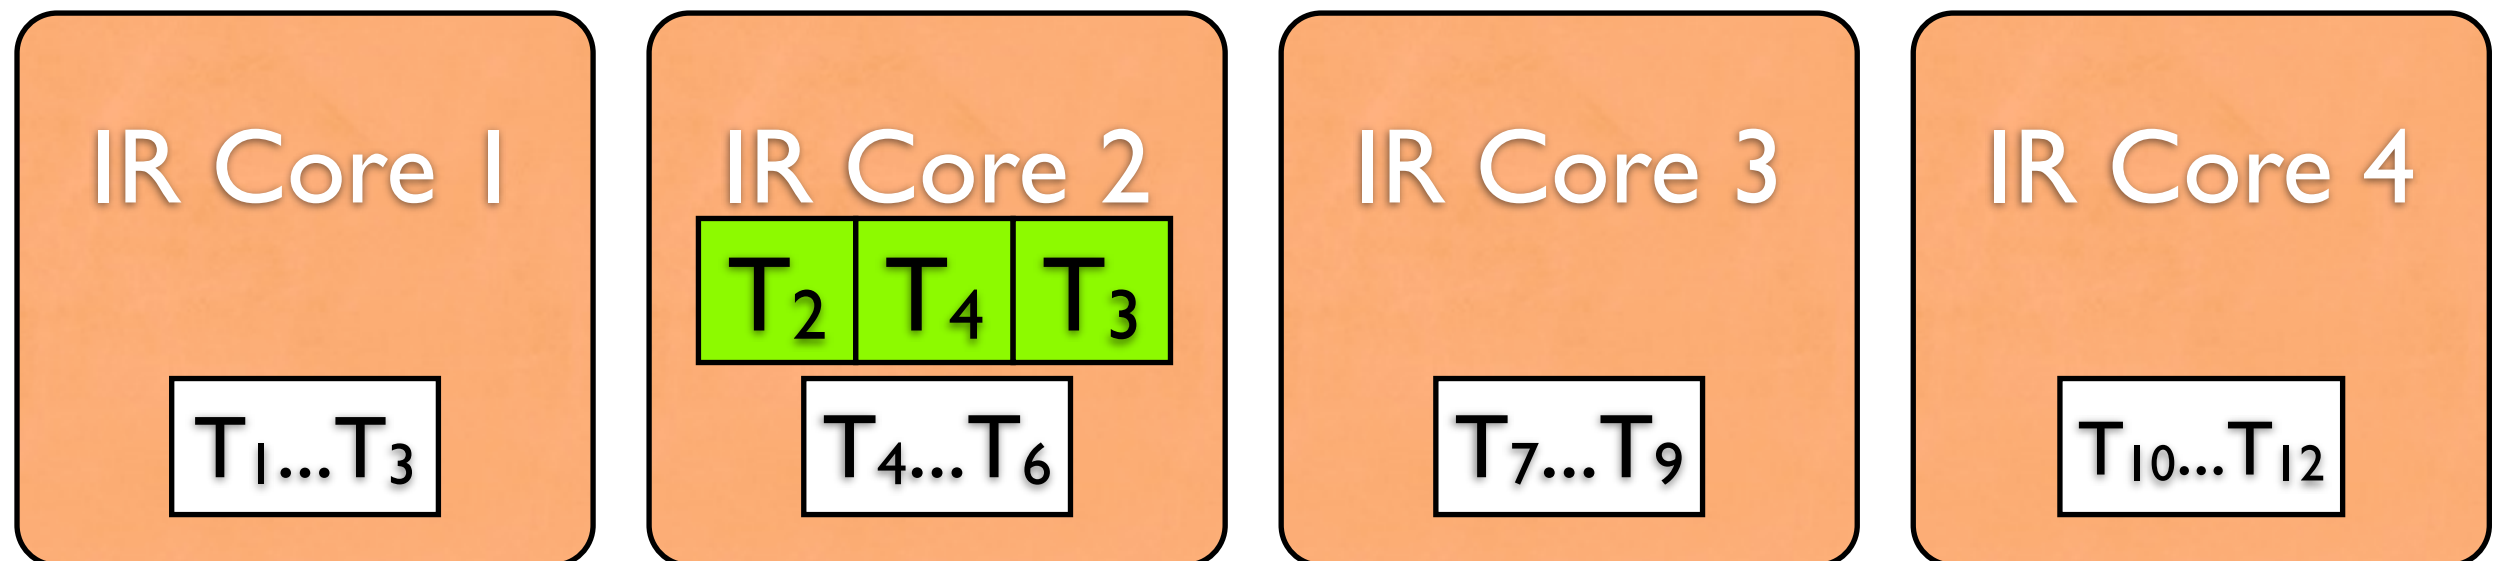 IR Core 1
IR Core 2
IR Core 3
IR Core 4
T2 T4 T3
T1...T3
T4...T6
T7...T9
T10...T12